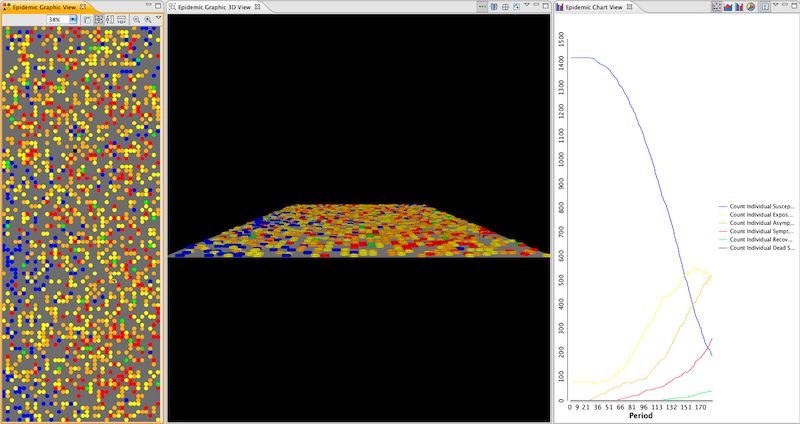 Epidemic Graphic View
38%
Epidemic Graphic 3D View
Epidemic Chart View
1500
1400
1300
1200
1100
1000
900
800
700
600
500
400
300
200
100
0
0 9 21 36 51 66 81 96 113 132 151 170
Period
Count Individual Suscep...
Count Individual Expos...
Count Individual Asymp...
Count Individual Sympt...
Count Individual Recov...
Count Individual Dead S...